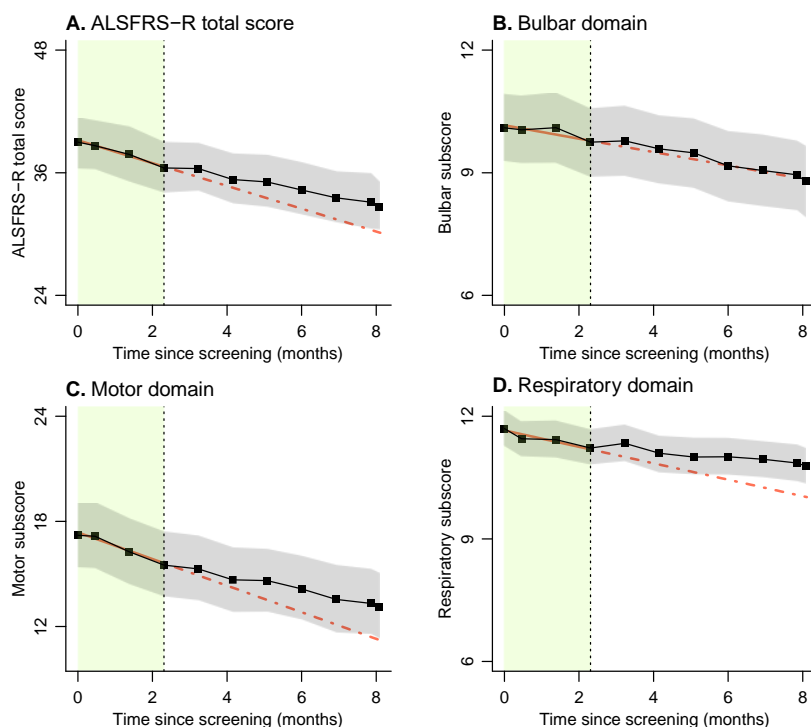 A. ALSFRS−R total score
48
36
24
ALSFRS−R total score
0 2 4 6 8
Time since screening (months)
B. Bulbar domain
12
9
6
Bulbar subscore
0 2 4 6 8
Time since screening (months)
C. Motor domain
24
18
12
Motor subscore
0 2 4 6 8
Time since screening (months)
D. Respiratory domain
12
9
6
Respiratory subscore
0 2 4 6 8
Time since screening (months)